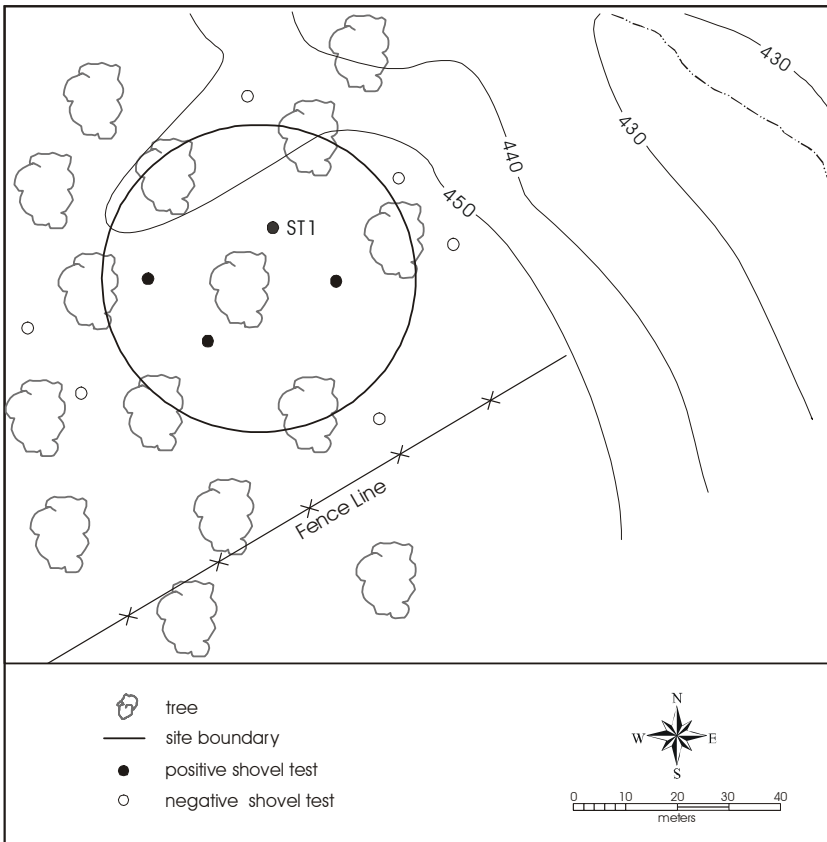 430
430
440
450
ST1
Fence Line
tree
site boundary
positive shovel test
negative shovel test
N
W E
S
0 10 20 30 40
meters